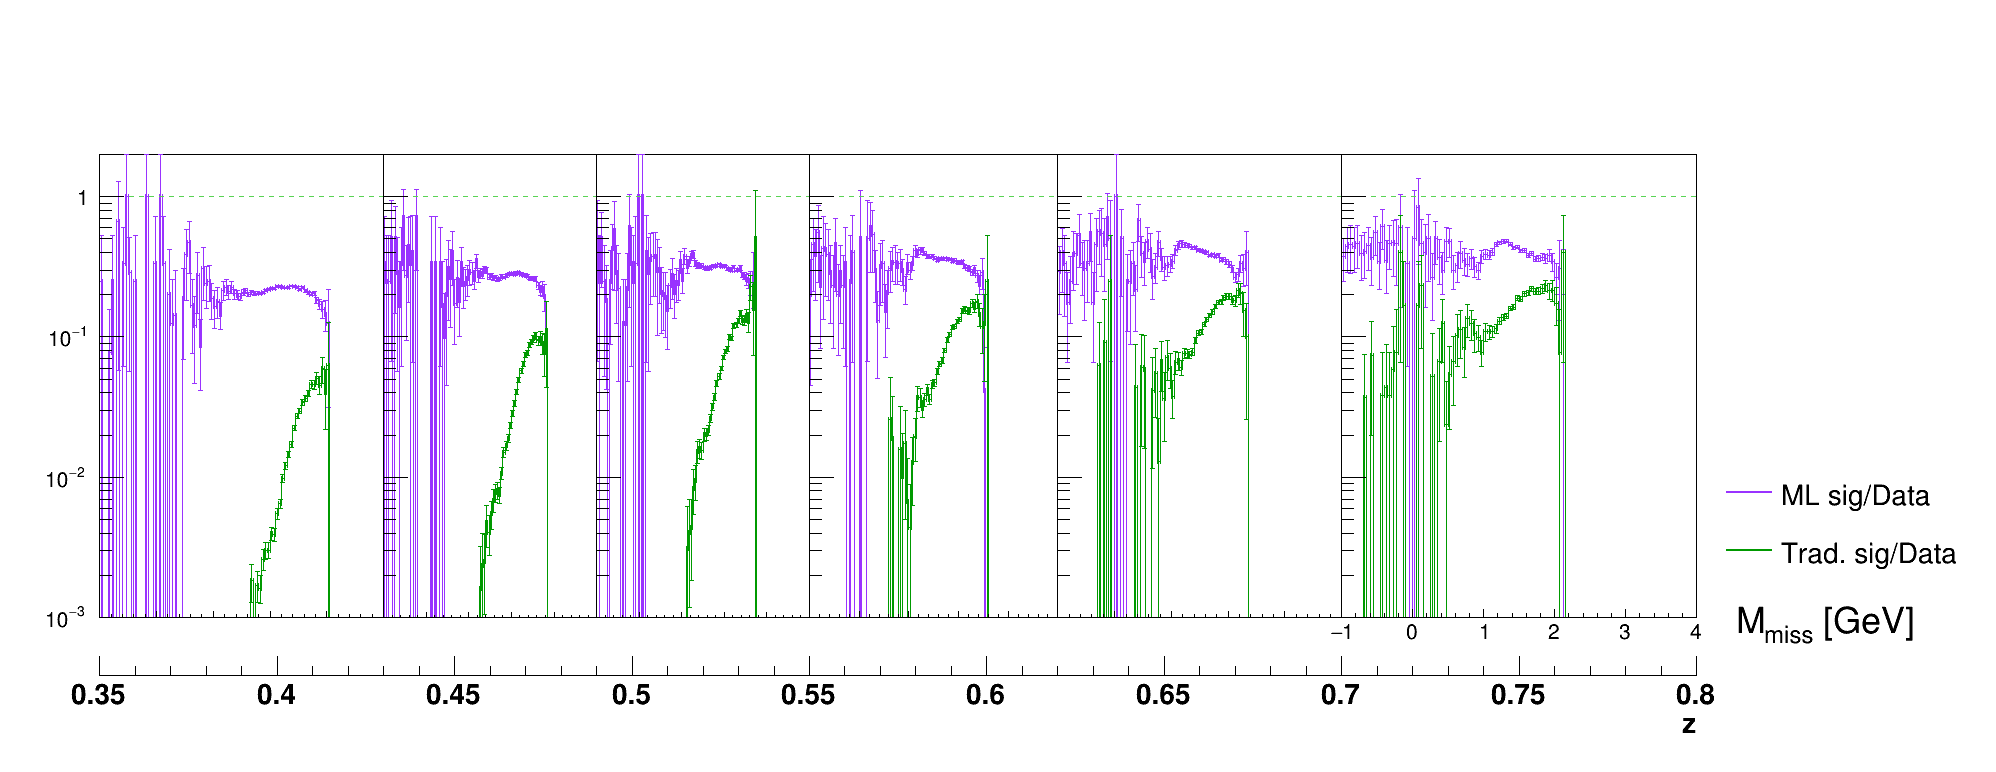 1
10⁻¹
10⁻²
10⁻³
ML sig/Data
Trad. sig/Data
−1 0 1 2 3 4
M_miss [GeV]
0.35 0.4 0.45 0.5 0.55 0.6 0.65 0.7 0.75 0.8
z